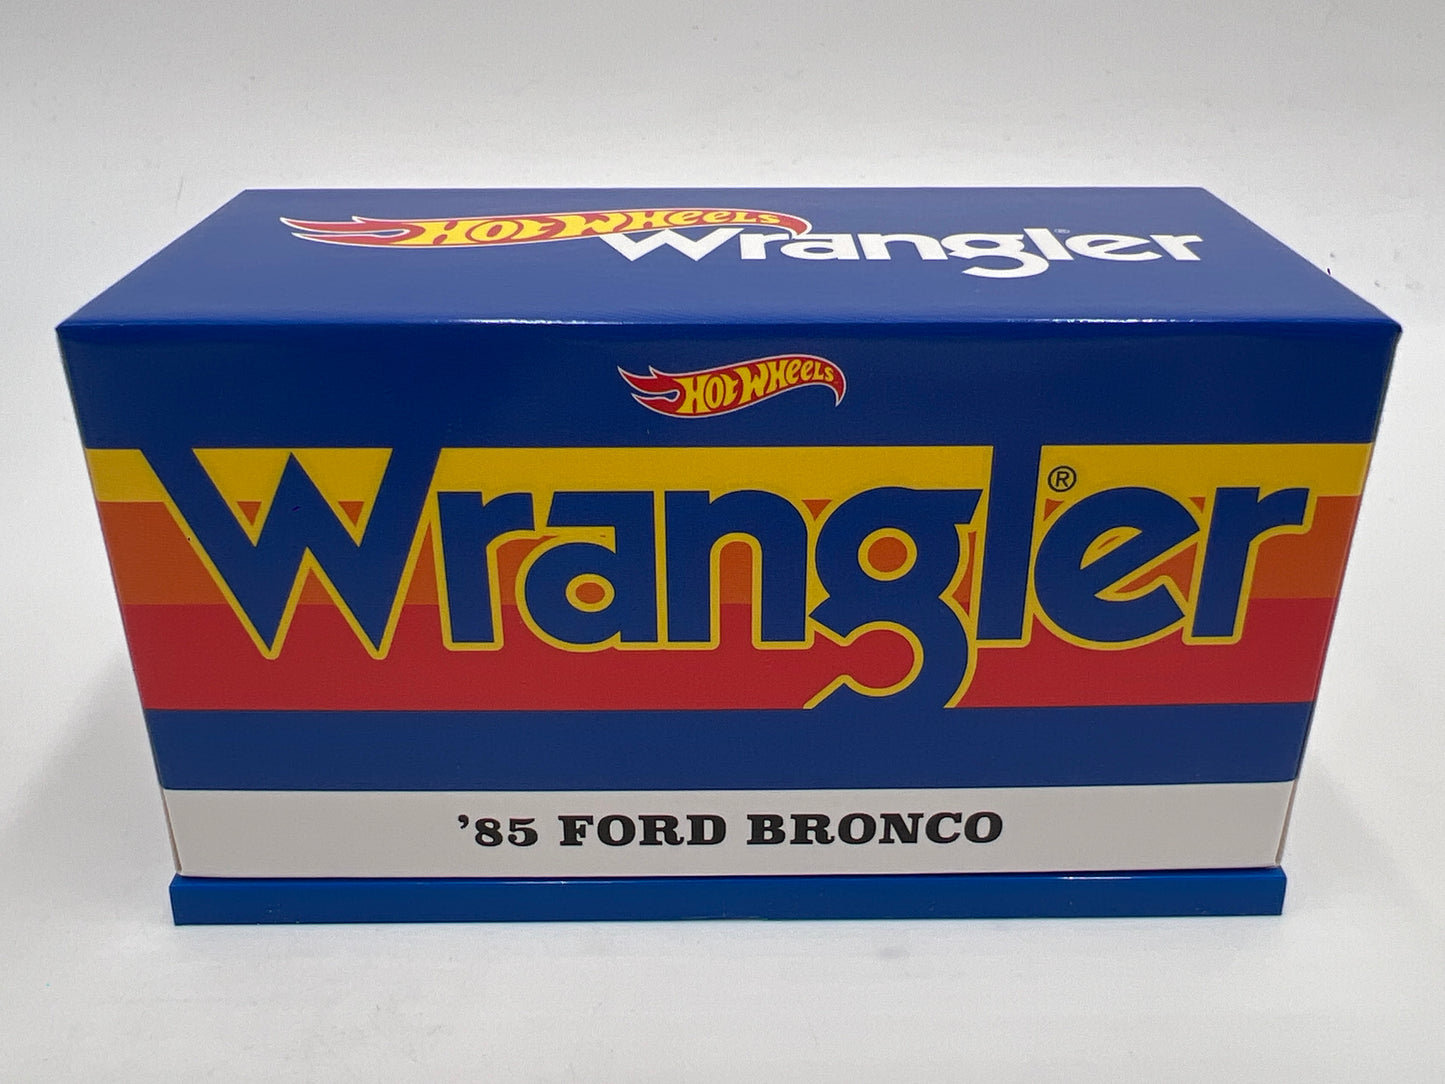 HOT WHEELS Wrangler®
HOT WHEELS
Wrangler®
'85 FORD BRONCO